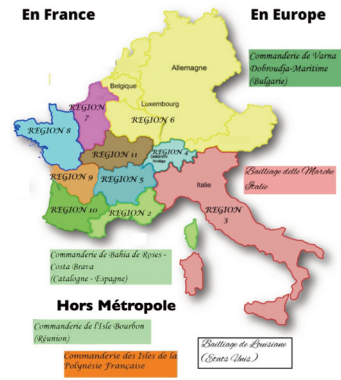 En France
En Europe
Commanderie de Varna
Dobroudja-Maritime
(Bulgarie)
Allemagne
Belgique
Luxembourg
REGION
7
REGION 6
REGION 8
REGION 11
REGION 4
REGION 9
REGION 5
REGION 10
REGION 2
Italie
REGION
3
Bailliage delle Marche
Italie
Commanderie de Bahia de Roses -
Costa Brava
(Catalogne - Espagne)
Hors Métropole
Commanderie de l'Isle Bourbon
(Réunion)
Commanderie des Isles de la
Polynésie Française
Bailliage de Louisiane
(Etats Unis)